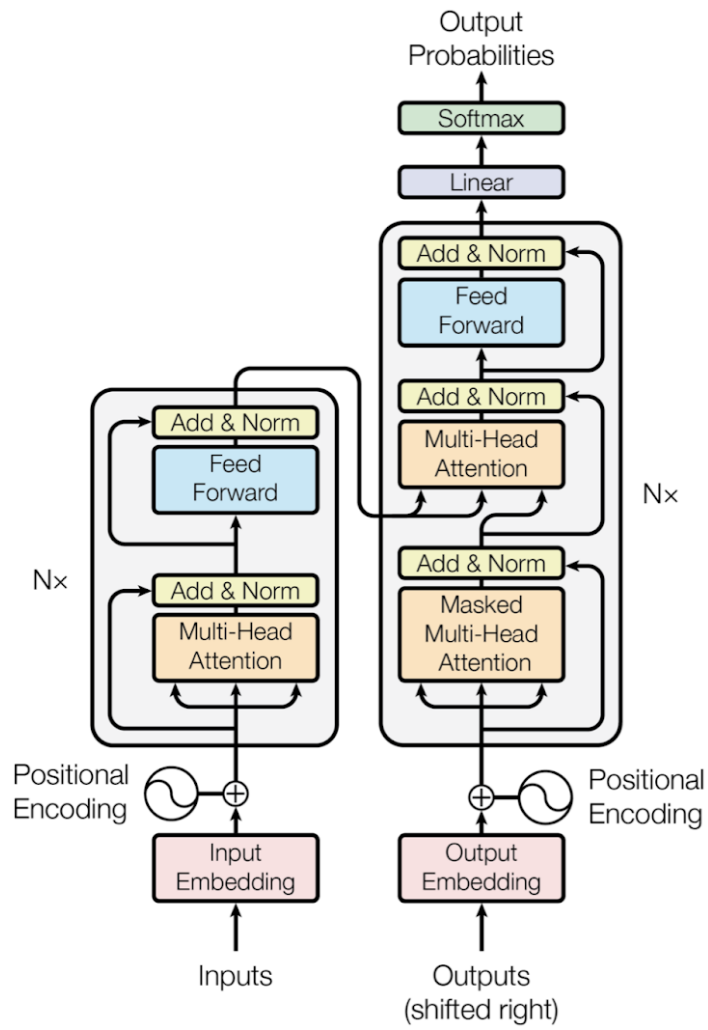 Output
Probabilities
Softmax
Linear
Add & Norm
Feed
Forward
Add & Norm
Multi-Head
Attention
Add & Norm
Masked
Multi-Head
Attention
N×
Add & Norm
Feed
Forward
Add & Norm
Multi-Head
Attention
N×
Positional
Encoding
Positional
Encoding
Input
Embedding
Output
Embedding
Inputs
Outputs
(shifted right)